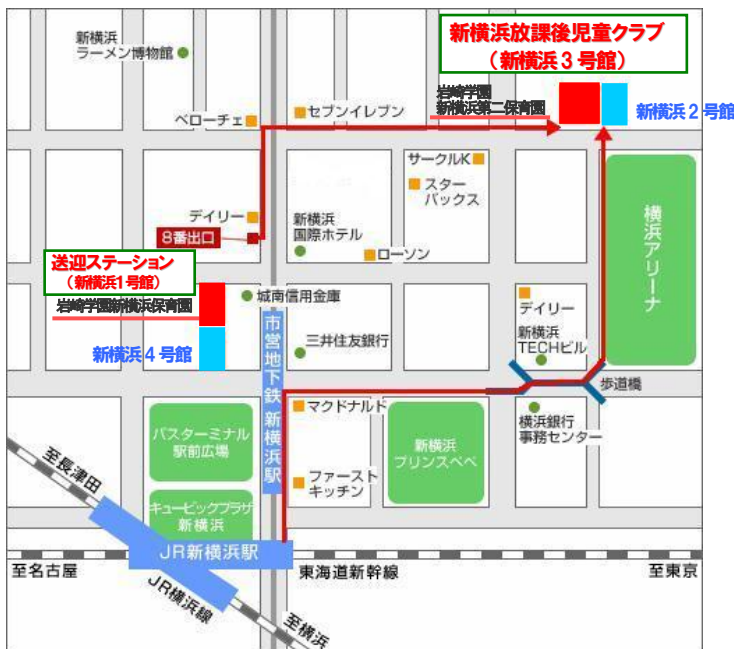 新横浜
ラーメン博物館
新横浜放課後児童クラブ
(新横浜3号館)
岩崎学園
新横浜第二保育園
新横浜2号館
ベローチェ
セブンイレブン
サークルK
スター
バックス
デイリー
8番出口
新横浜
国際ホテル
ローソン
横浜アリーナ
送迎ステーション
(新横浜1号館)
岩崎学園新横浜保育園
新横浜4号館
城南信用金庫
市営地下鉄 新横浜駅
三井住友銀行
デイリー
新横浜
TECHビル
歩道橋
マクドナルド
横浜銀行
事務センター
バスターミナル
駅前広場
新横浜
プリンスペペ
ファースト
キッチン
キュービックプラザ
新横浜
至長津田
JR新横浜駅
至名古屋
東海道新幹線
至東京
JR横浜線
至横浜